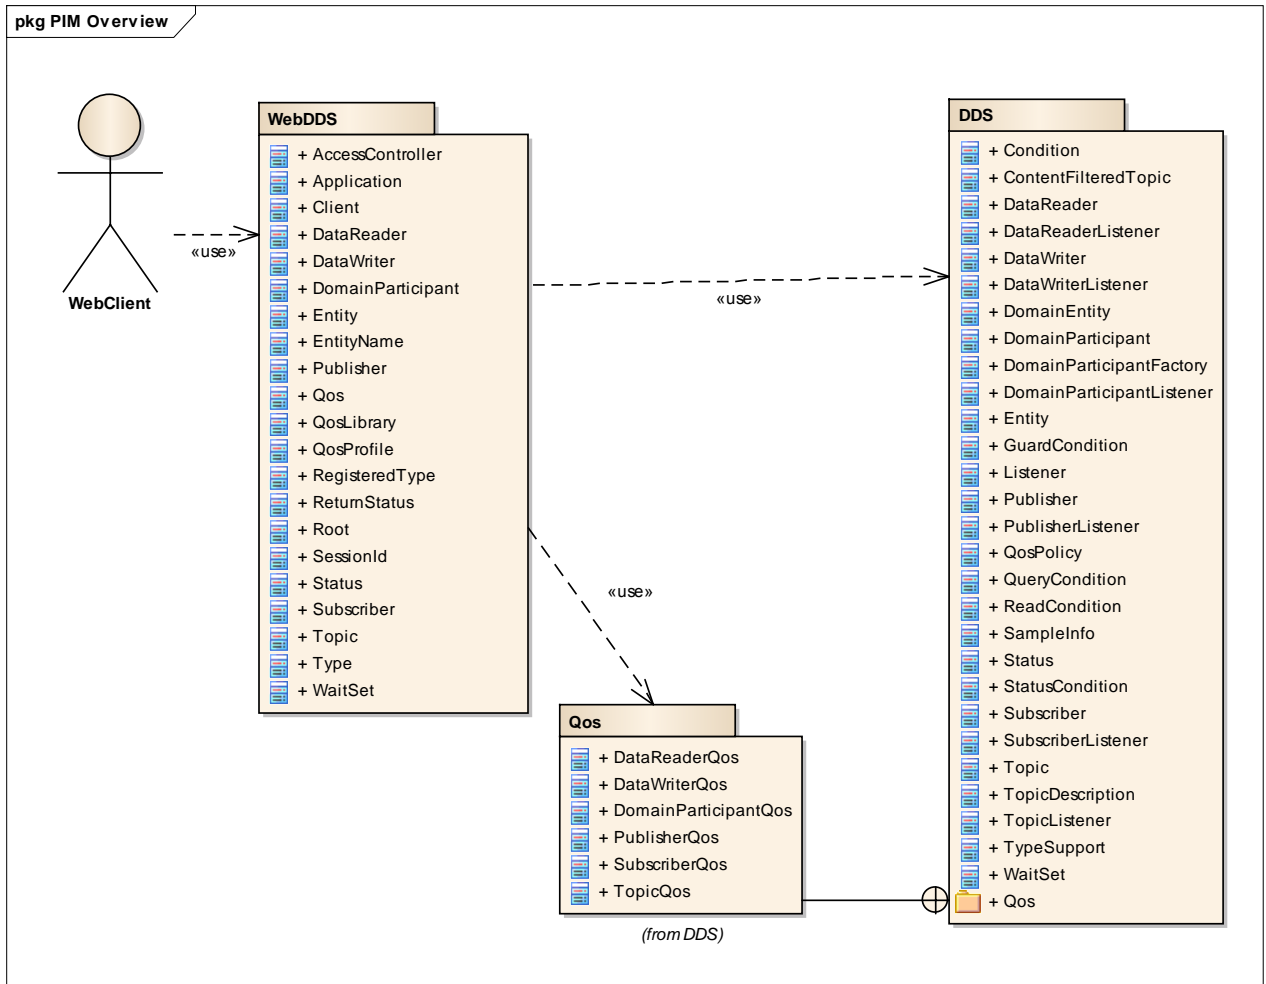 pkg PIM Overview
WebClient
«use»
WebDDS
+ AccessController
+ Application
+ Client
+ DataReader
+ DataWriter
+ DomainParticipant
+ Entity
+ EntityName
+ Publisher
+ Qos
+ QosLibrary
+ QosProfile
+ RegisteredType
+ ReturnStatus
+ Root
+ SessionId
+ Status
+ Subscriber
+ Topic
+ Type
+ WaitSet
«use»
«use»
Qos
+ DataReaderQos
+ DataWriterQos
+ DomainParticipantQos
+ PublisherQos
+ SubscriberQos
+ TopicQos
(from DDS)
DDS
+ Condition
+ ContentFilteredTopic
+ DataReader
+ DataReaderListener
+ DataWriter
+ DataWriterListener
+ DomainEntity
+ DomainParticipant
+ DomainParticipantFactory
+ DomainParticipantListener
+ Entity
+ GuardCondition
+ Listener
+ Publisher
+ PublisherListener
+ QosPolicy
+ QueryCondition
+ ReadCondition
+ SampleInfo
+ Status
+ StatusCondition
+ Subscriber
+ SubscriberListener
+ Topic
+ TopicDescription
+ TopicListener
+ TypeSupport
+ WaitSet
+ Qos